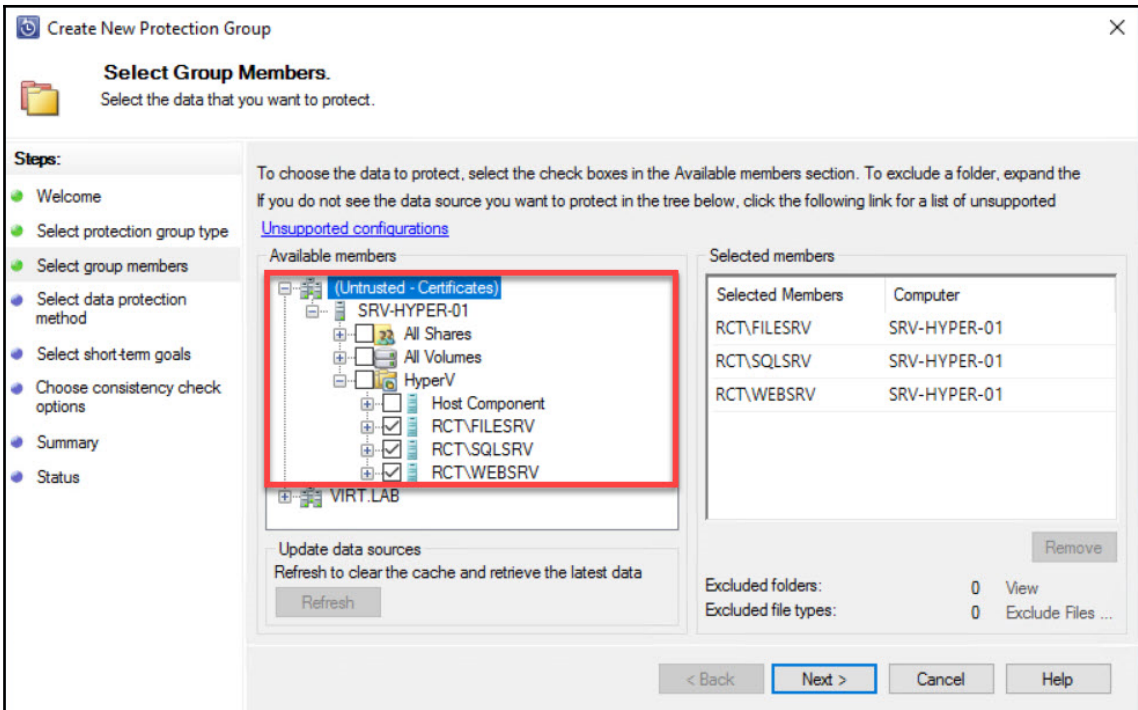 Create New Protection Group
Select Group Members.
Select the data that you want to protect.
Steps:
Welcome
Select protection group type
Select group members
Select data protection
method
Select short-term goals
Choose consistency check
options
Summary
Status
To choose the data to protect, select the check boxes in the Available members section. To exclude a folder, expand the
If you do not see the data source you want to protect in the tree below, click the following link for a list of unsupported
Unsupported configurations
Available members
(Untrusted - Certificates)
SRV-HYPER-01
All Shares
All Volumes
HyperV
Host Component
RCT\FILESRV
RCT\SQLSRV
RCT\WEBSRV
VIRT.LAB
Update data sources
Refresh to clear the cache and retrieve the latest data
Refresh
Selected members
Selected Members Computer
RCT\FILESRV SRV-HYPER-01
RCT\SQLSRV SRV-HYPER-01
RCT\WEBSRV SRV-HYPER-01
Remove
Excluded folders: 0 View
Excluded file types: 0 Exclude Files ...
< Back Next > Cancel Help